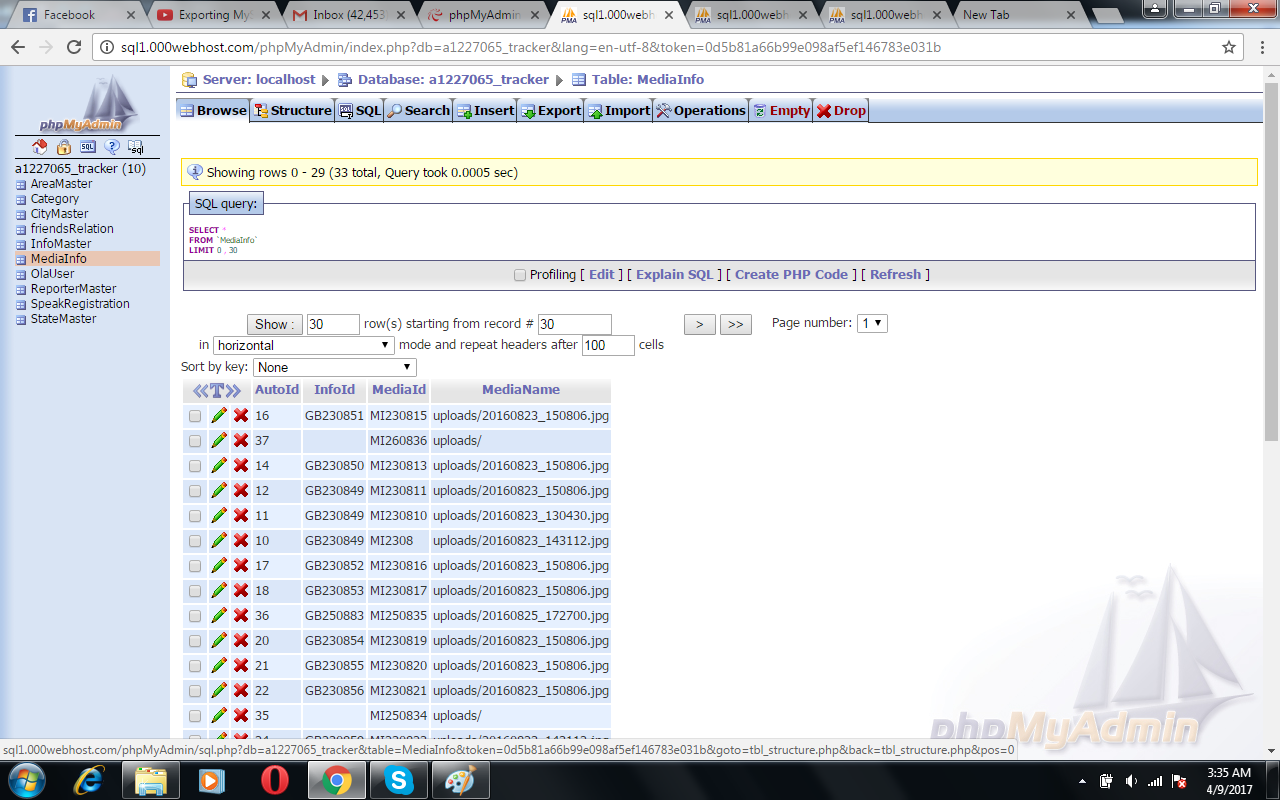 Facebook
Exporting MyS
Inbox (42,453)
phpMyAdmin
sql1.000webh
sql1.000webh
sql1.000webh
New Tab
sql1.000webhost.com/phpMyAdmin/index.php?db=a1227065_tracker&lang=en-utf-8&token=0d5b81a66b99e098af5ef146783e031b
phpMyAdmin
a1227065_tracker (10)
AreaMaster
Category
CityMaster
friendsRelation
InfoMaster
MediaInfo
OlaUser
ReporterMaster
SpeakRegistration
StateMaster
Server: localhost Database: a1227065_tracker Table: MediaInfo
Browse Structure SQL Search Insert Export Import Operations Empty Drop
Showing rows 0 - 29 (33 total, Query took 0.0005 sec)
SQL query:
SELECT *
FROM `MediaInfo`
LIMIT 0 , 30
Profiling [ Edit ] [ Explain SQL ] [ Create PHP Code ] [ Refresh ]
Show : 30 row(s) starting from record # 30 > >> Page number: 1
in horizontal mode and repeat headers after 100 cells
Sort by key: None
T AutoId InfoId MediaId MediaName
16 GB230851 MI230815 uploads/20160823_150806.jpg
37 MI260836 uploads/
14 GB230850 MI230813 uploads/20160823_150806.jpg
12 GB230849 MI230811 uploads/20160823_150806.jpg
11 GB230849 MI230810 uploads/20160823_130430.jpg
10 GB230849 MI2308 uploads/20160823_143112.jpg
17 GB230852 MI230816 uploads/20160823_150806.jpg
18 GB230853 MI230817 uploads/20160823_150806.jpg
36 GB250883 MI250835 uploads/20160825_172700.jpg
20 GB230854 MI230819 uploads/20160823_150806.jpg
21 GB230855 MI230820 uploads/20160823_150806.jpg
22 GB230856 MI230821 uploads/20160823_150806.jpg
35 MI250834 uploads/
phpMyAdmin
sql1.000webhost.com/phpMyAdmin/sql.php?db=a1227065_tracker&table=MediaInfo&token=0d5b81a66b99e098af5ef146783e031b&goto=tbl_structure.php&back=tbl_structure.php&pos=0
3:35 AM
4/9/2017